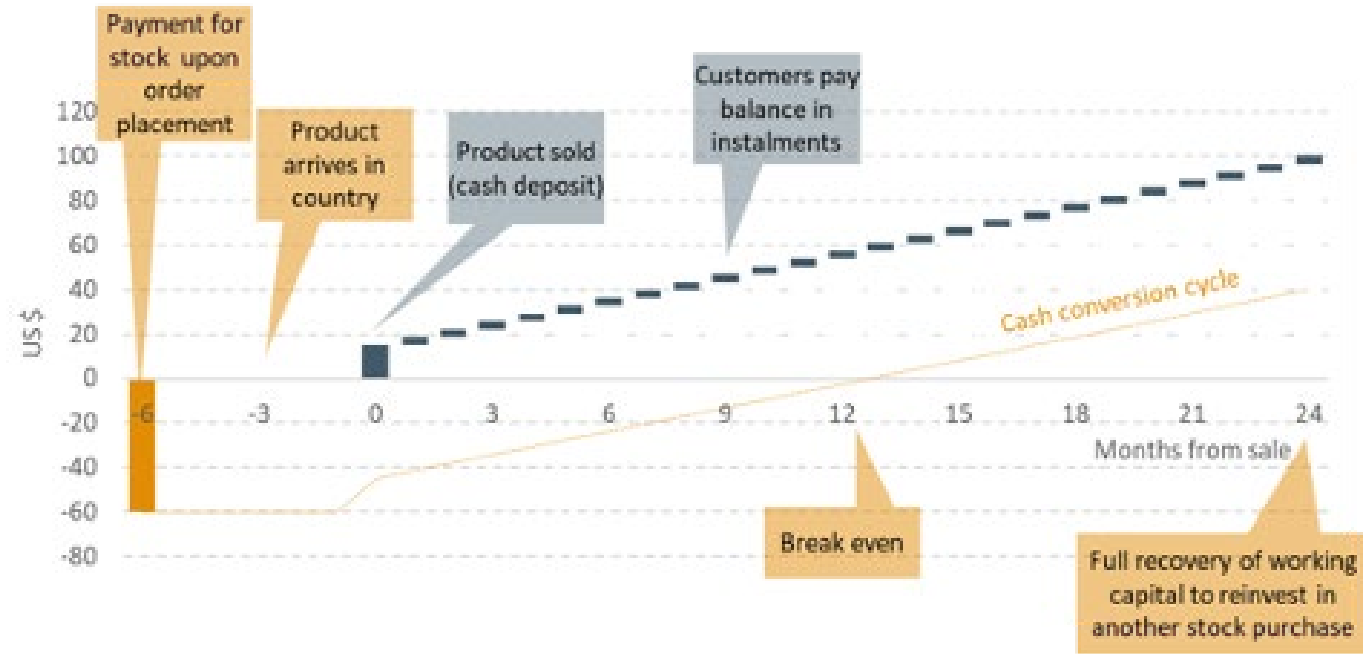 Payment for
stock upon
order
placement
Product
arrives in
country
Product sold
(cash deposit)
Customers pay
balance in
instalments
120
100
80
60
40
20
0
-20
-40
-60
-80
US $
Cash conversion cycle
-6 -3 0 3 6 9 12 15 18 21 24
Months from sale
Break even
Full recovery of working
capital to reinvest in
another stock purchase